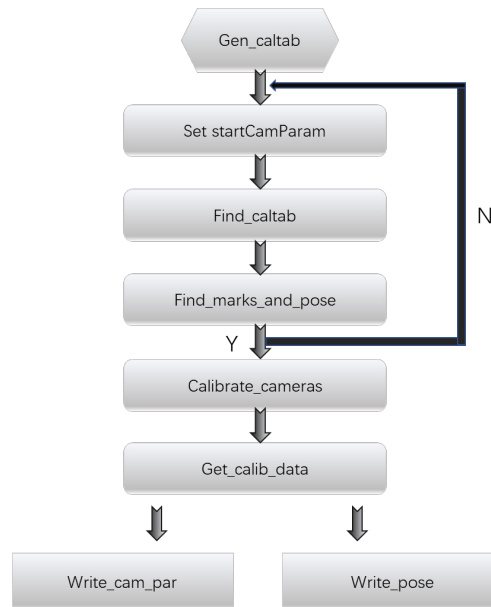 Gen_caltab
Set startCamParam
Find_caltab
N
Find_marks_and_pose
Y
Calibrate_cameras
Get_calib_data
Write_cam_par
Write_pose